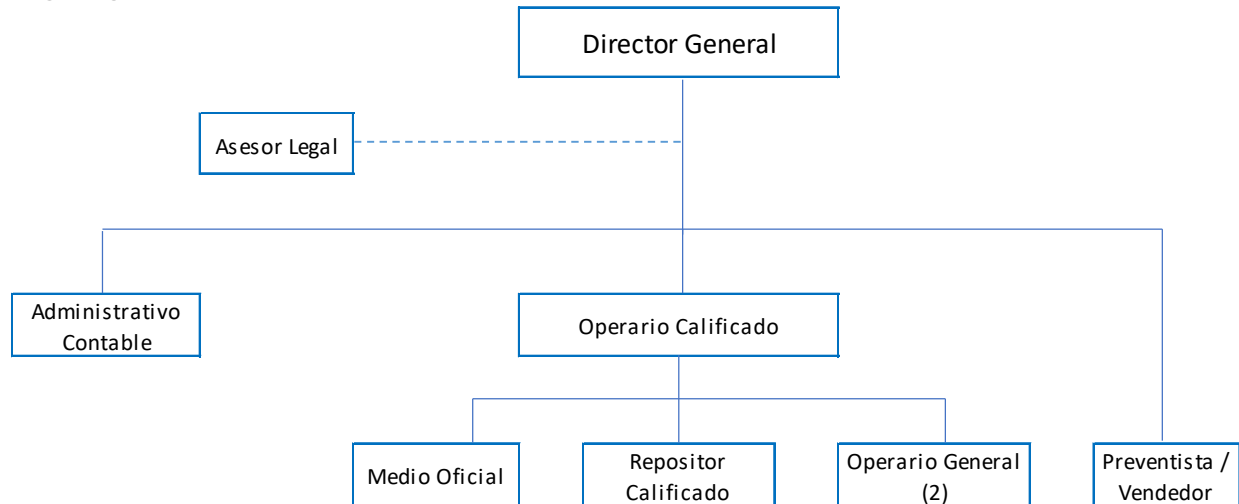 Director General
Asesor Legal
Administrativo
Contable
Operario Calificado
Medio Oficial
Repositor
Calificado
Operario General
(2)
Preventista /
Vendedor